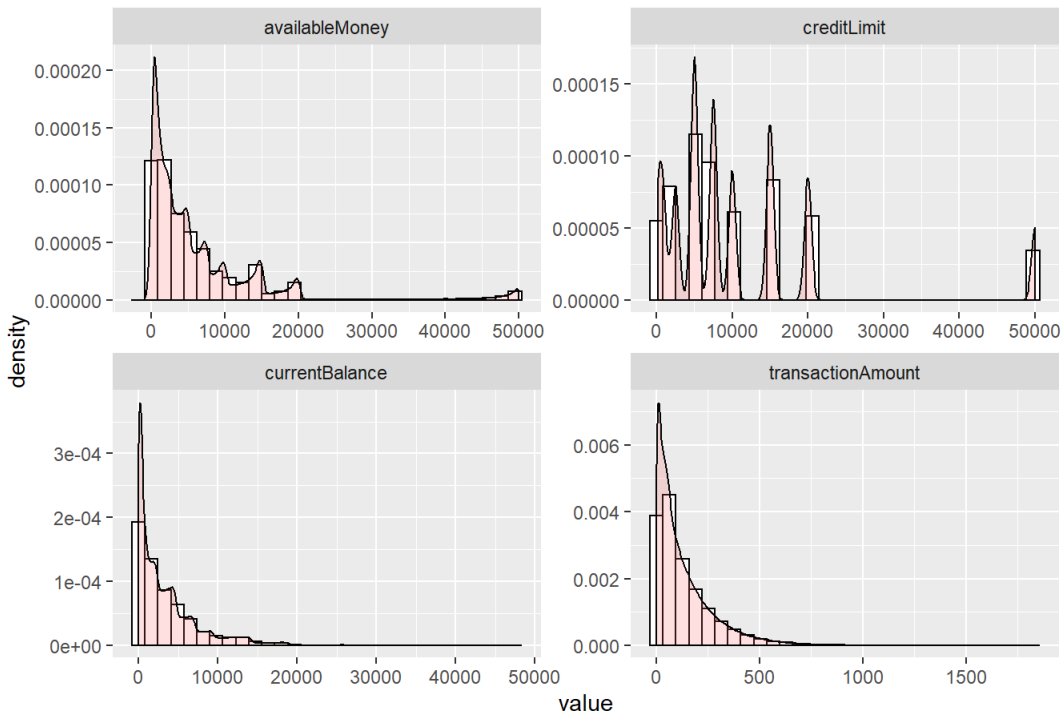 availableMoney
creditLimit
0.00020
0.00015
0.00010
0.00005
0.00000
0.00015
0.00010
0.00005
0.00000
0 10000 20000 30000 40000 50000
0 10000 20000 30000 40000 50000
density
currentBalance
transactionAmount
3e-04
2e-04
1e-04
0e+00
0.006
0.004
0.002
0.000
0 10000 20000 30000 40000 50000
0 500 1000 1500
value